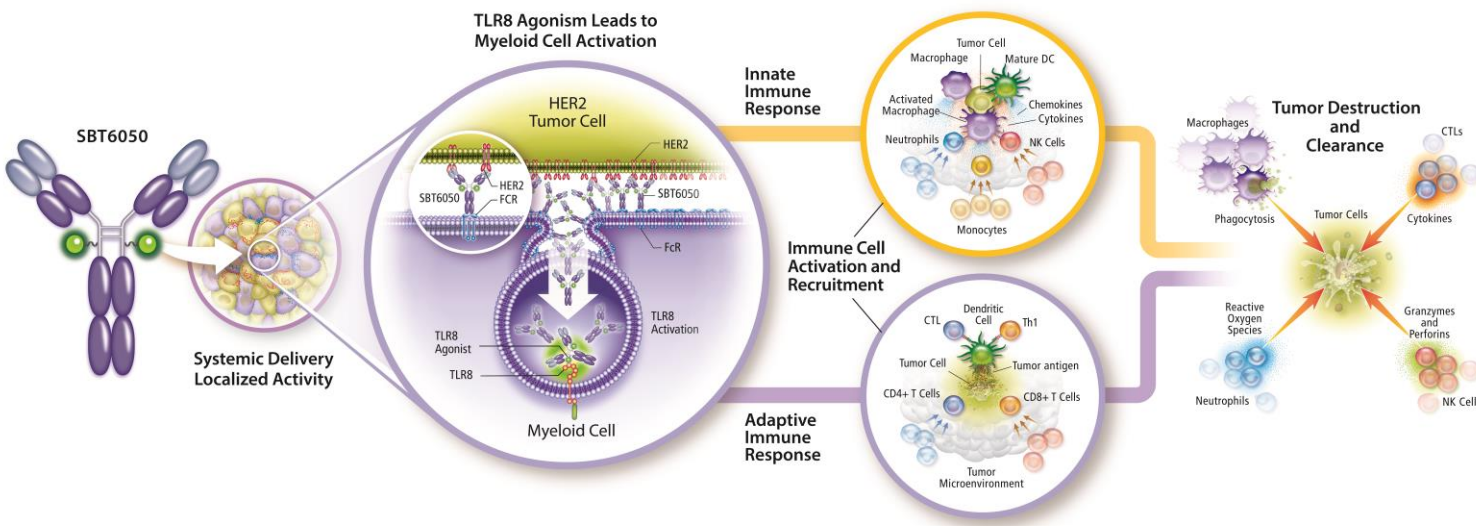 SBT6050
Systemic Delivery
Localized Activity
TLR8 Agonism Leads to
Myeloid Cell Activation
HER2
Tumor Cell
HER2
SBT6050
HER2
FCR
SBT6050
FcR
TLR8
Activation
TLR8
Agonist
TLR8
Myeloid Cell
Innate
Immune
Response
Tumor Cell
Macrophage
Mature DC
Activated
Macrophage
Chemokines
Cytokines
Neutrophils
NK Cells
Monocytes
Immune Cell
Activation and
Recruitment
Adaptive
Immune
Response
Dendritic
Cell
CTL
Th1
Tumor Cell
Tumor antigen
CD4+ T Cells
CD8+ T Cells
Tumor
Microenvironment
Tumor Destruction
and
Clearance
Macrophages
CTLs
Phagocytosis
Tumor Cells
Cytokines
Reactive
Oxygen
Species
Granzymes
and
Perforins
Neutrophils
NK Cell